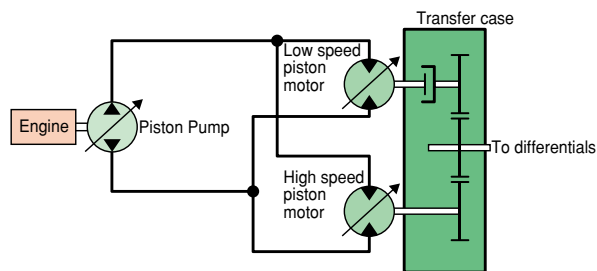 Transfer case
Low speed
piston
motor
Engine
Piston Pump
To differentials
High speed
piston
motor